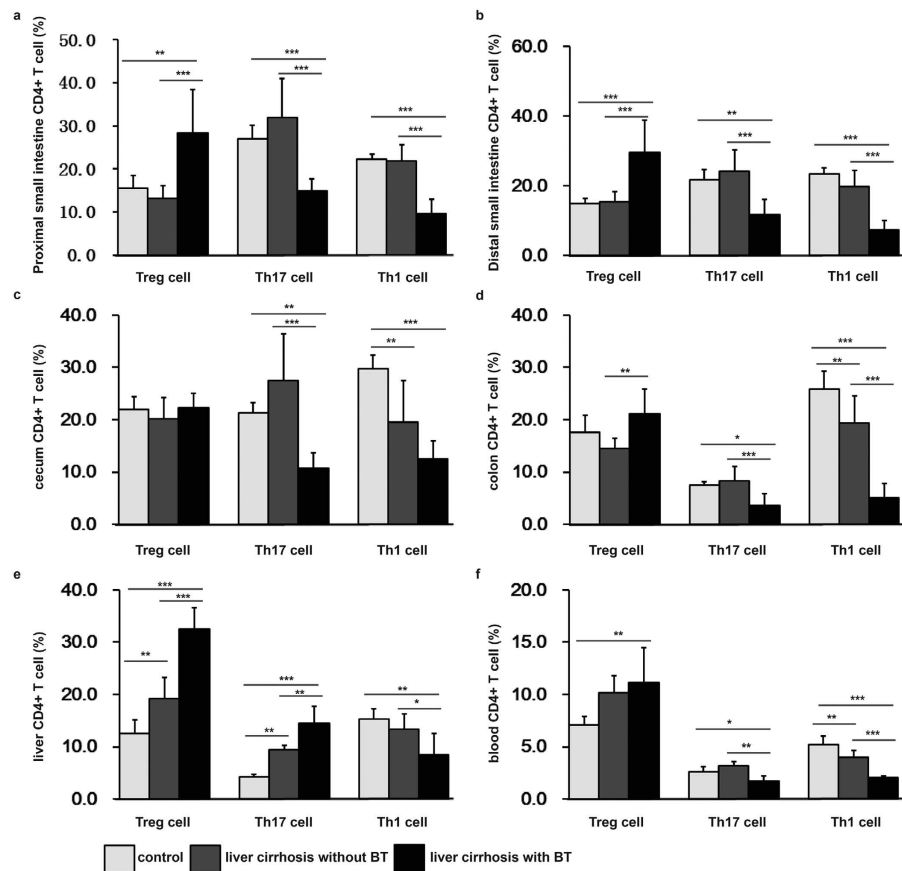 a
Proximal small intestine CD4+ T cell (%)
50.0
40.0
30.0
20.0
10.0
0. 0
**
***
***
***
***
***
Treg cell
Th17 cell
Th1 cell
b
Distal small intestine CD4+ T cell (%)
60.0
40.0
20.0
0.0
***
***
**
***
***
***
Treg cell
Th17 cell
Th1 cell
c
cecum CD4+ T cell (%)
40.0
30.0
20.0
10.0
0.0
**
***
***
**
Treg cell
Th17 cell
Th1 cell
d
colon CD4+ T cell (%)
40.0
30.0
20.0
10.0
0.0
**
*
***
***
**
***
Treg cell
Th17 cell
Th1 cell
e
liver CD4+ T cell (%)
40.0
30.0
20.0
10.0
0.0
***
***
**
***
**
**
**
*
Treg cell
Th17 cell
Th1 cell
f
blood CD4+ T cell (%)
20.0
15.0
10.0
5.0
0.0
**
*
**
***
**
***
Treg cell
Th17 cell
Th1 cell
control
liver cirrhosis without BT
liver cirrhosis with BT